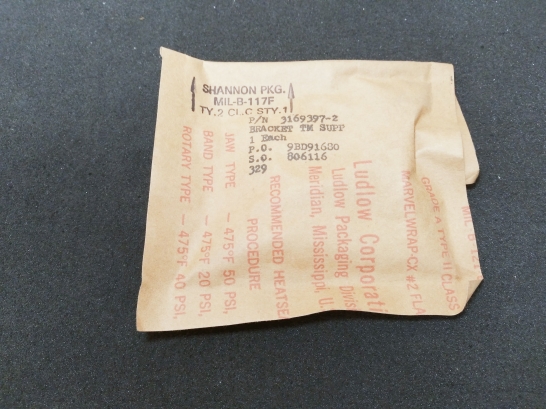 SHANNON PKG.
MIL-B-117F
TY.2 CL.C STY.1
P/N 3169397-2
BRACKET TM SUPP
1 Each
P.O. 9BD91680
S.O. 806116
329
GRADE A TYPE II CLASS
MARVELWRAP-CX #2 FLA
Ludlow Corporati
Ludlow Packaging Divis
Meridian, Mississippi, U.
RECOMMENDED HEATSE
PROCEDURE
JAW TYPE — 475°F 50 PSI,
BAND TYPE — 475°F 20 PSI,
ROTARY TYPE — 475°F 40 PSI,